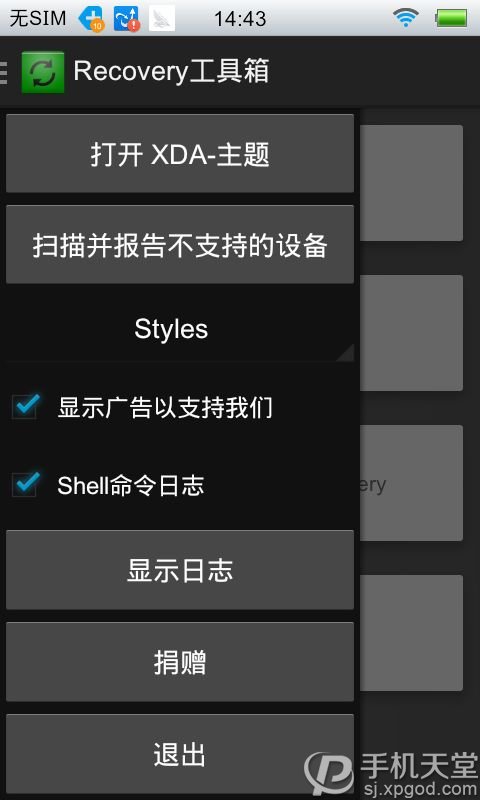 无SIM 10 14:43
Recovery工具箱
打开 XDA-主题
扫描并报告不支持的设备
Styles
显示广告以支持我们
Shell命令日志
ery
显示日志
捐赠
退出
手机天堂
sj.xpgod.com